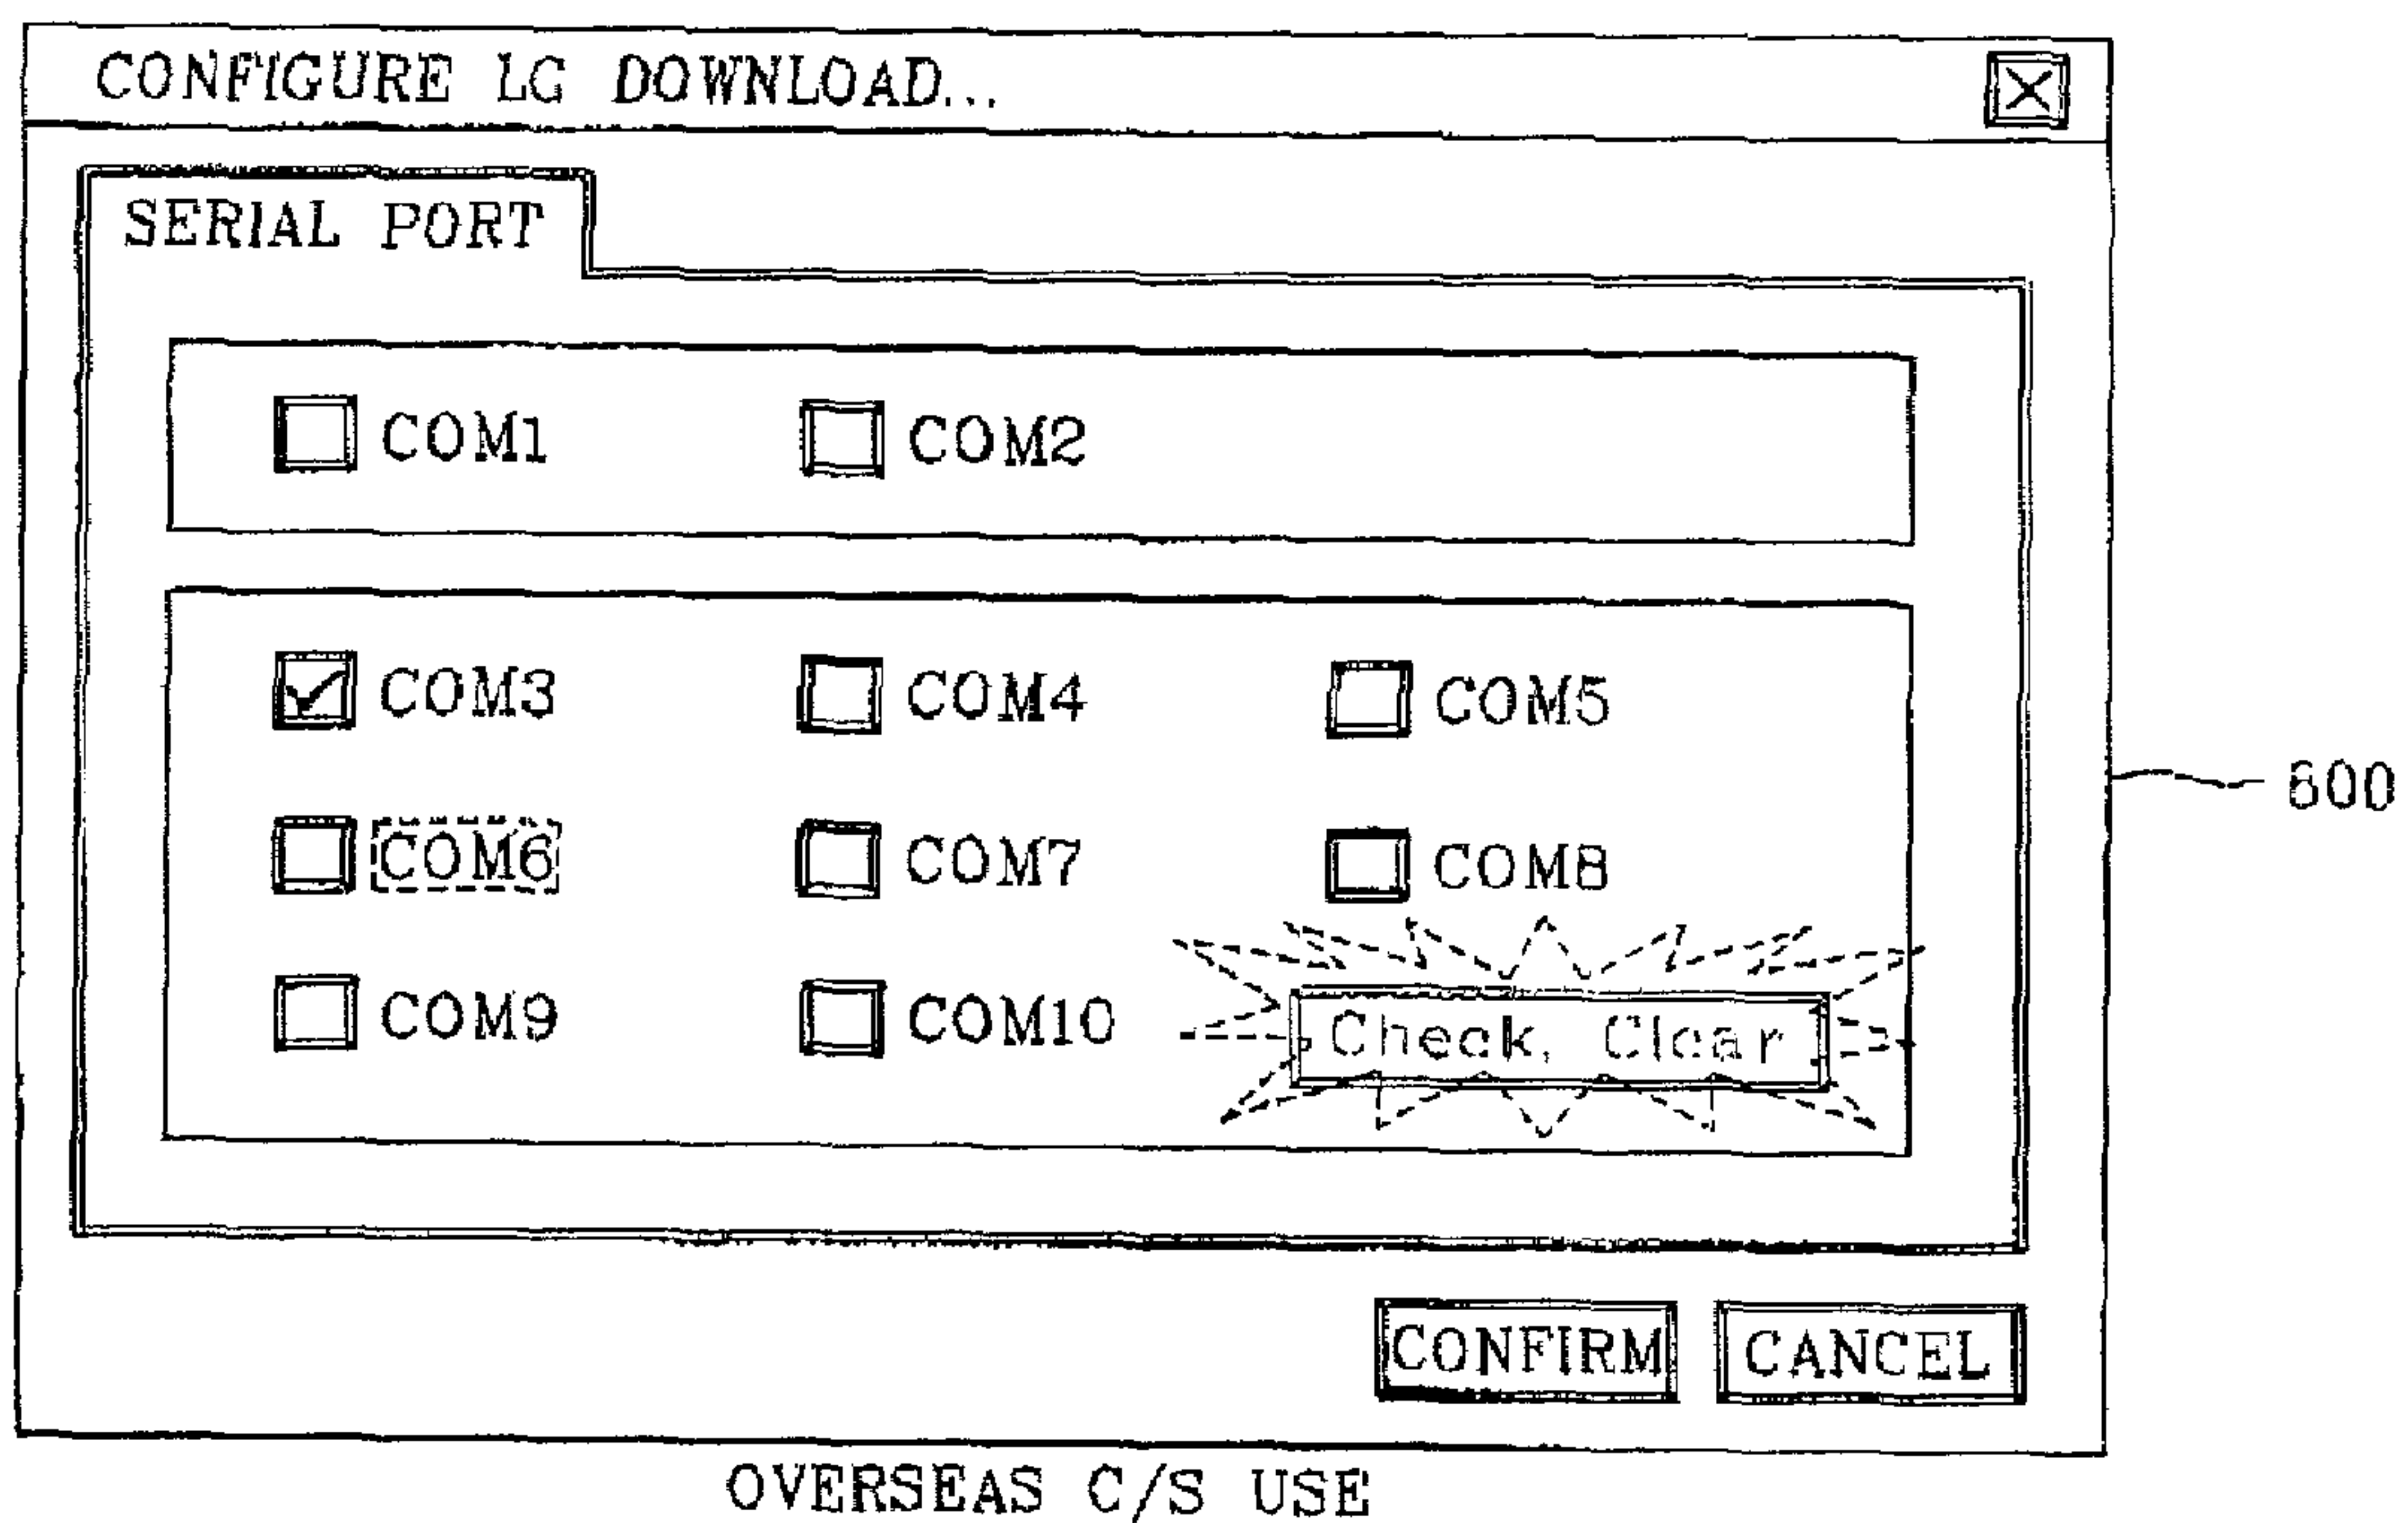 CONFIGURE LG DOWNLOAD...
SERIAL PORT
COM1 COM2
COM3 COM4 COM5
600
COM6 COM7 COM8
COM9 COM10 Check, Clear
CONFIRM CANCEL
OVERSEAS C/S USE